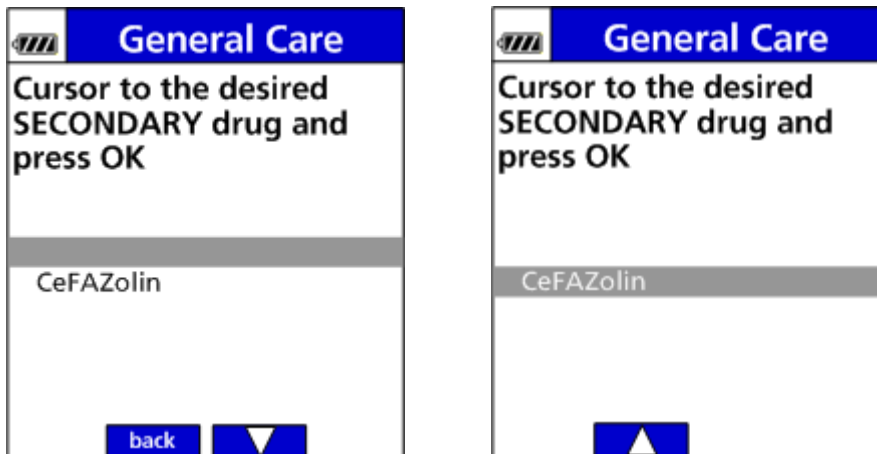 General Care
Cursor to the desired
SECONDARY drug and
press OK
CeFAZolin
back
General Care
Cursor to the desired
SECONDARY drug and
press OK
CeFAZolin